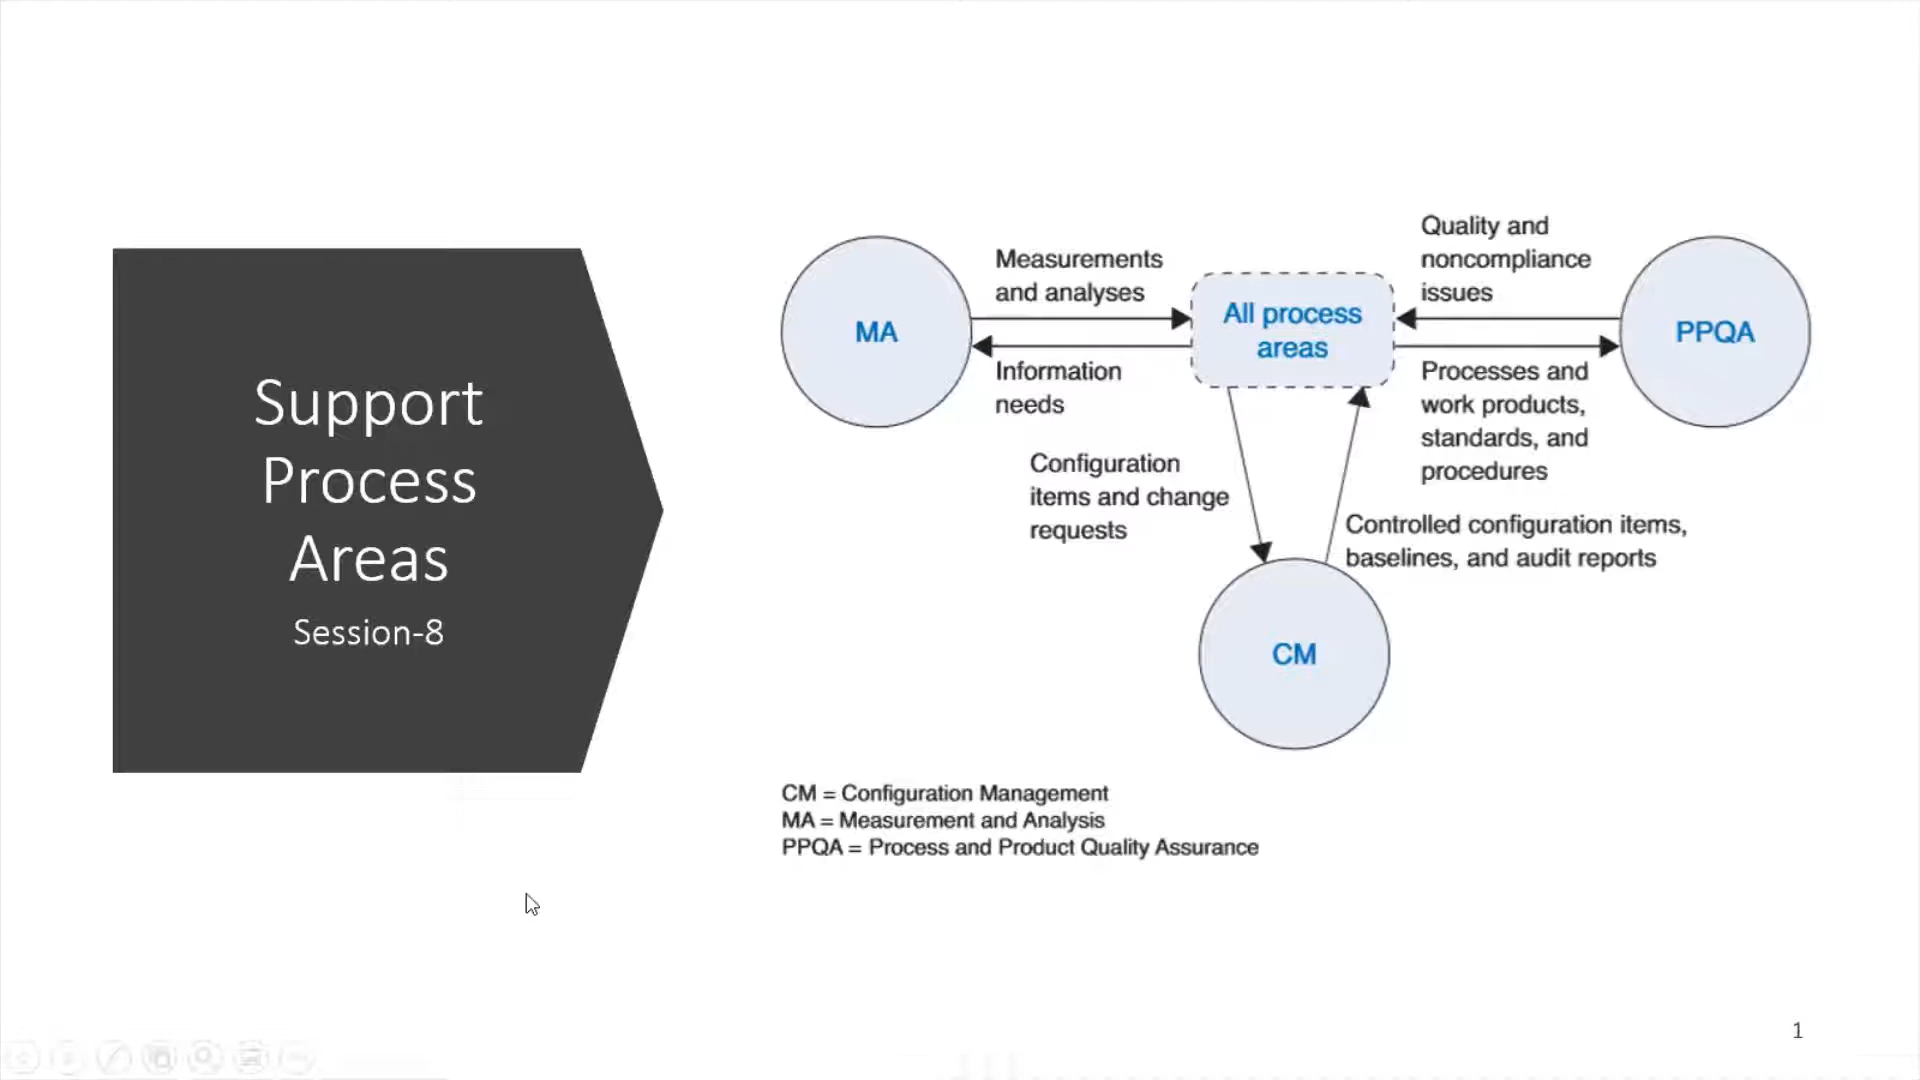 Support
Process
Areas
Session-8
MA
Measurements
and analyses
Information
needs
All process
areas
Quality and
noncompliance
issues
Processes and
work products,
standards, and
procedures
PPQA
Configuration
items and change
requests
Controlled configuration items,
baselines, and audit reports
CM
CM = Configuration Management
MA = Measurement and Analysis
PPQA = Process and Product Quality Assurance
1